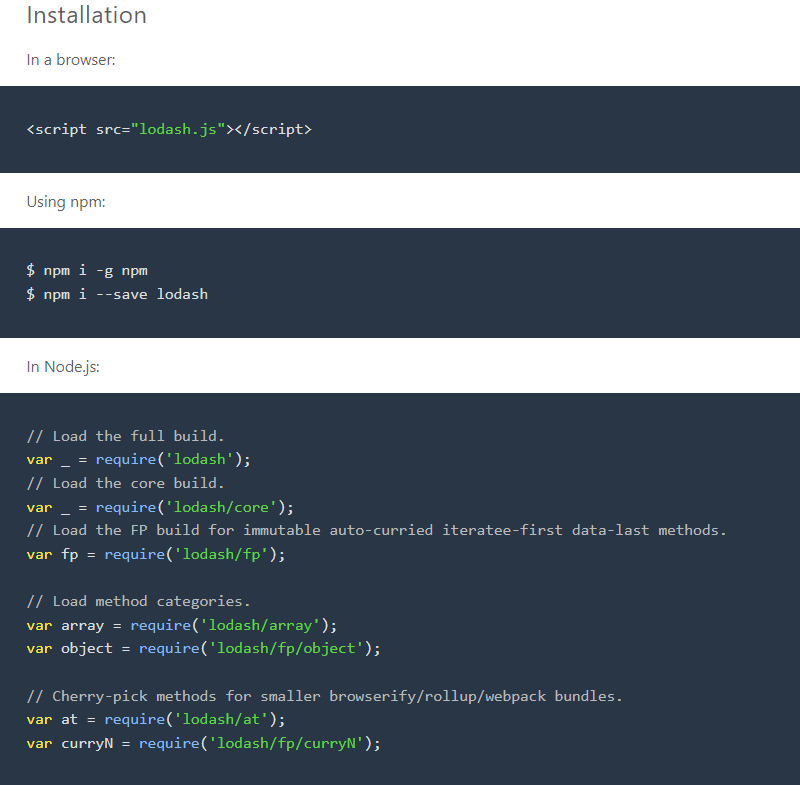 Installation
In a browser:
<script src="lodash.js"></script>
Using npm:
$ npm i -g npm
$ npm i --save lodash
In Node.js:
// Load the full build.
var _ = require('lodash');
// Load the core build.
var _ = require('lodash/core');
// Load the FP build for immutable auto-curried iteratee-first data-last methods.
var fp = require('lodash/fp');
// Load method categories.
var array = require('lodash/array');
var object = require('lodash/fp/object');
// Cherry-pick methods for smaller browserify/rollup/webpack bundles.
var at = require('lodash/at');
var curryN = require('lodash/fp/curryN');